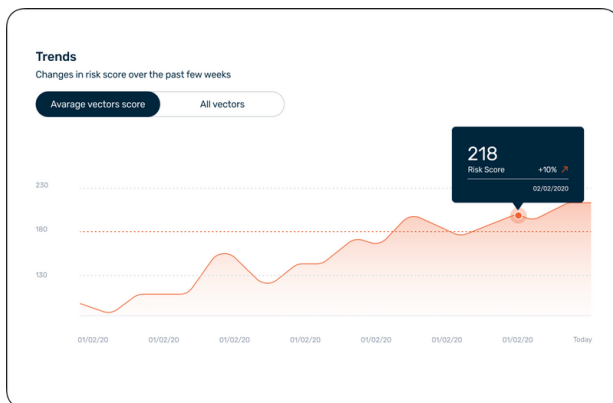 Trends
Changes in risk score over the past few weeks
Avarage vectors score
All vectors
218
Risk Score
+10%
02/02/2020
230
180
130
01/02/20
01/02/20
01/02/20
01/02/20
01/02/20
01/02/20
01/02/20
Today